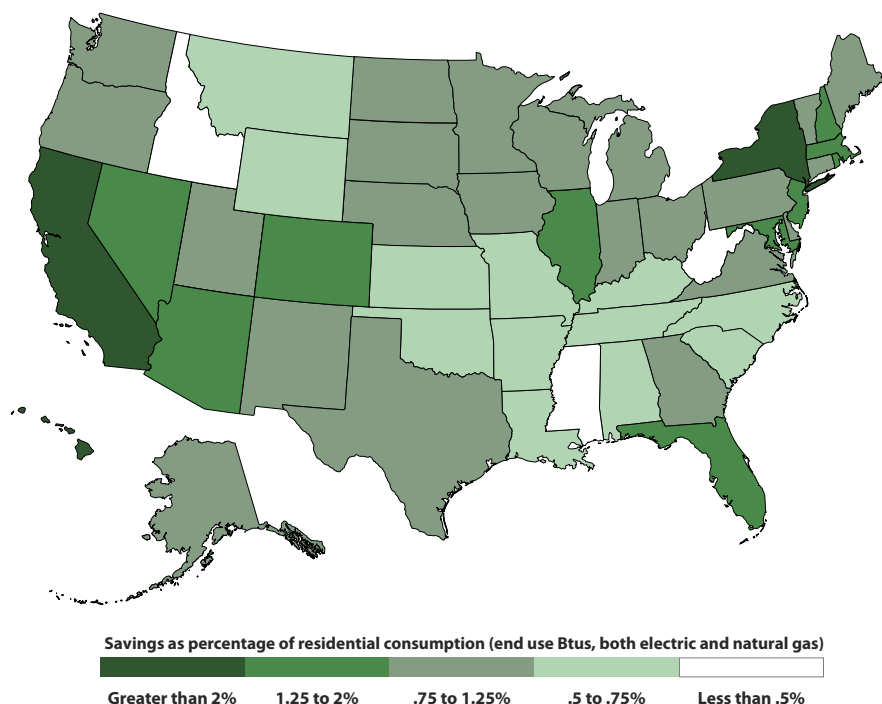 Savings as percentage of residential consumption (end use Btus, both electric and natural gas)
Greater than 2% 1.25 to 2% .75 to 1.25% .5 to .75% Less than .5%